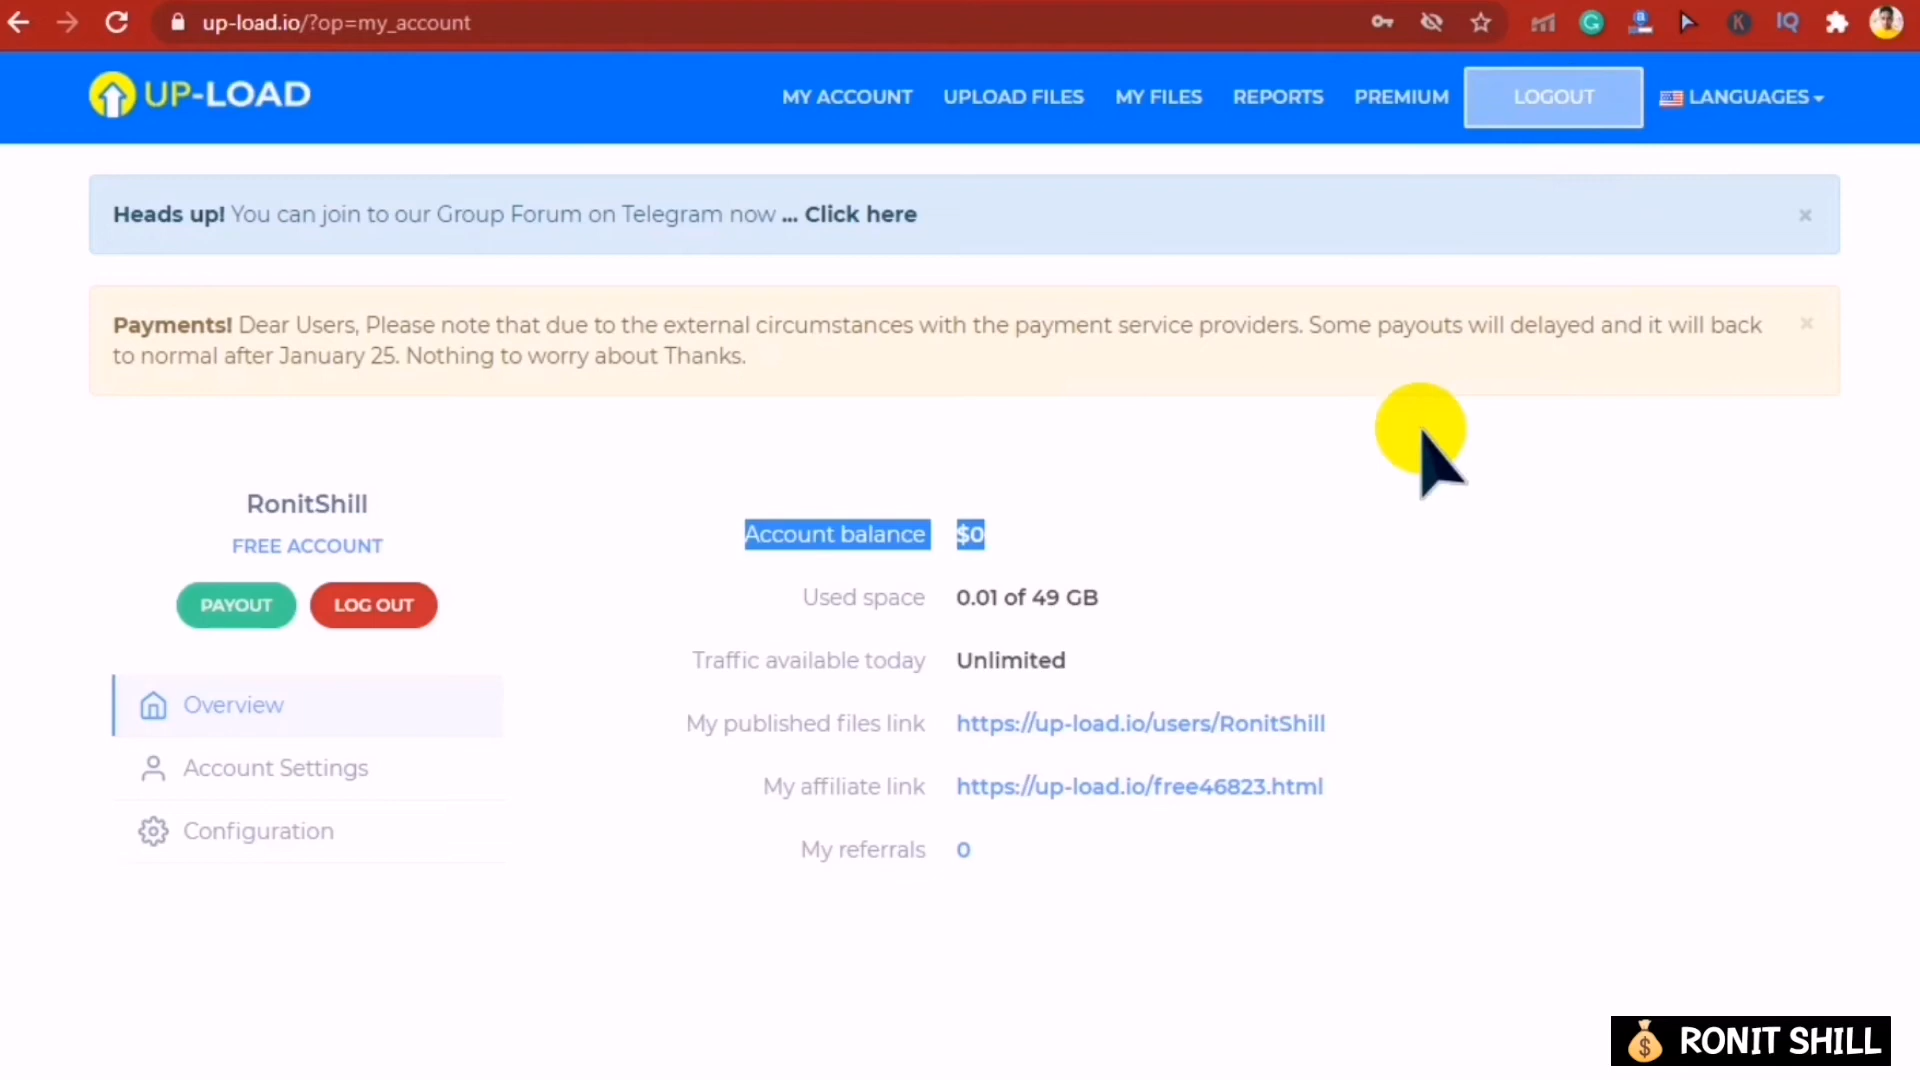 up-load.io/?op=my_account
UP-LOAD
MY ACCOUNT UPLOAD FILES MY FILES REPORTS PREMIUM LOGOUT LANGUAGES
Heads up! You can join to our Group Forum on Telegram now ... Click here ×
Payments! Dear Users, Please note that due to the external circumstances with the payment service providers. Some payouts will delayed and it will back ×
to normal after January 25. Nothing to worry about Thanks.
RonitShill
FREE ACCOUNT
PAYOUT LOG OUT
Overview
Account Settings
Configuration
Account balance $0
Used space 0.01 of 49 GB
Traffic available today Unlimited
My published files link https://up-load.io/users/RonitShill
My affiliate link https://up-load.io/free46823.html
My referrals 0
RONIT SHILL